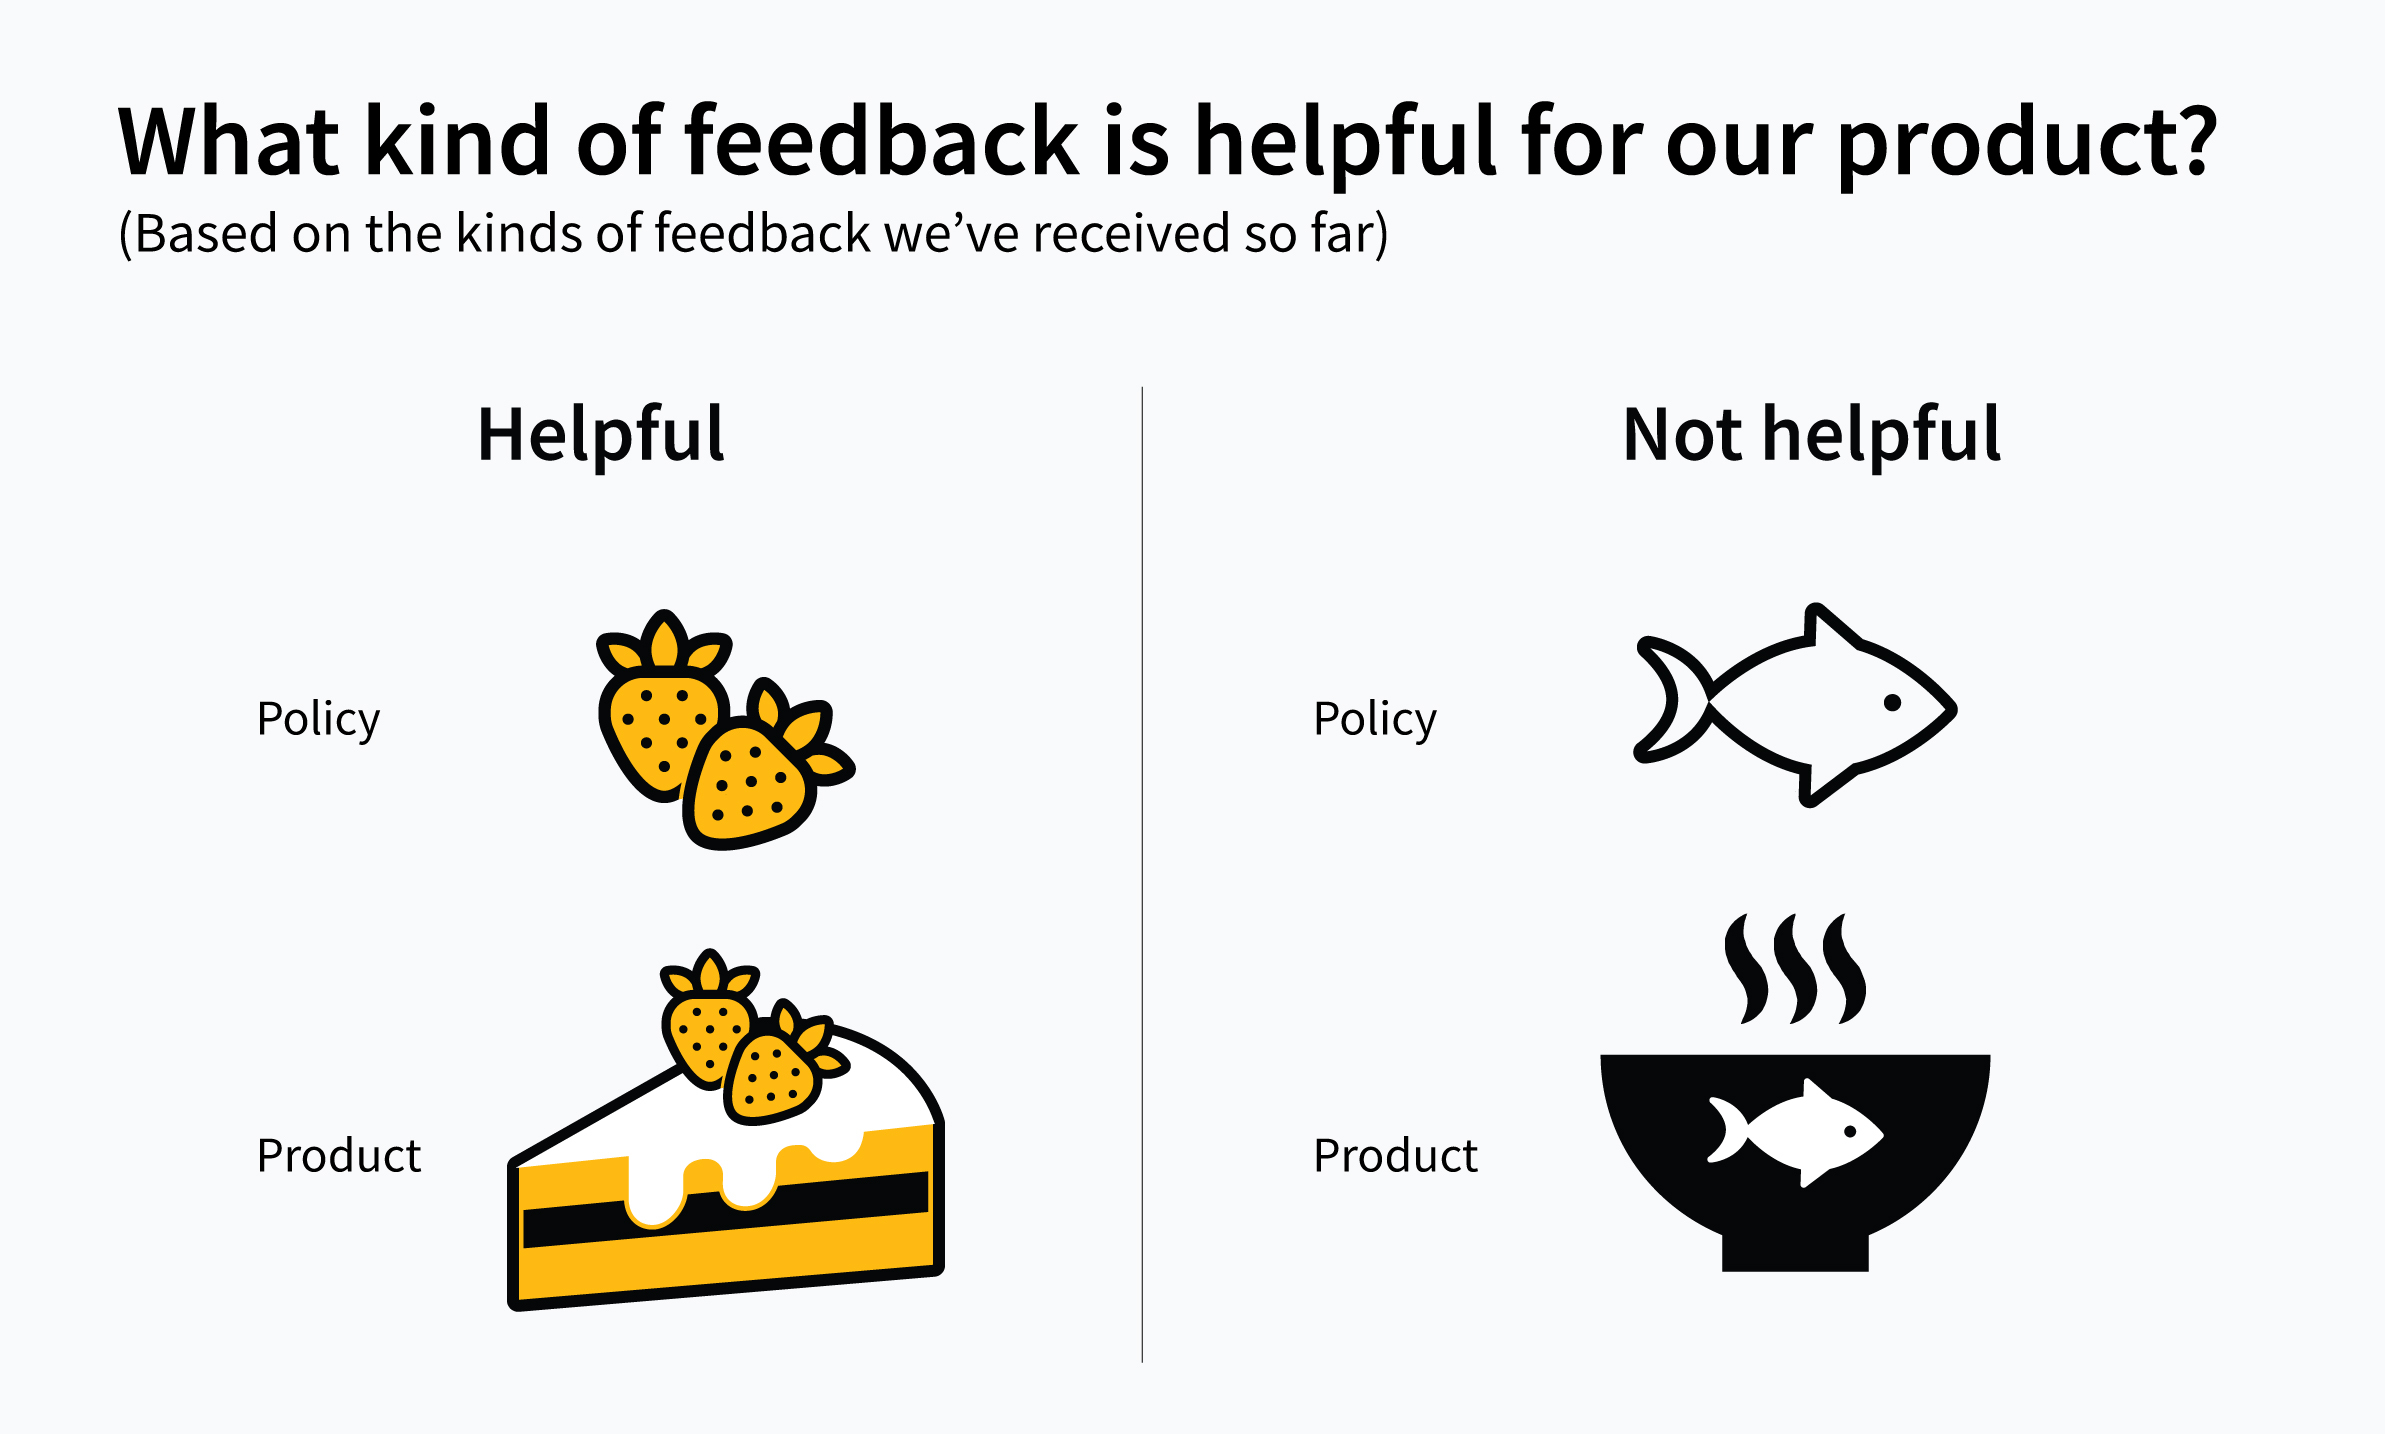 What kind of feedback is helpful for our product?
(Based on the kinds of feedback we’ve received so far)
Helpful
Not helpful
Policy
Policy
Product
Product